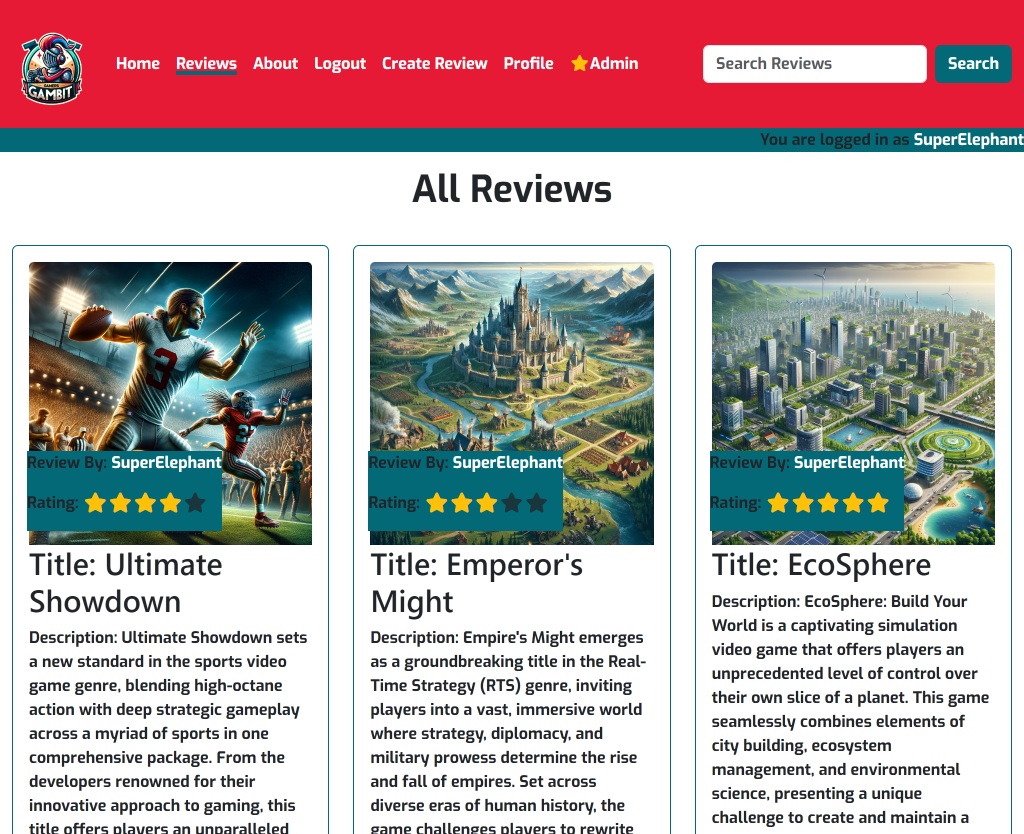 GAMBIT
Home Reviews About Logout Create Review Profile Admin
Search Reviews
Search
You are logged in as SuperElephant
All Reviews
3
Review By: SuperElephant
Rating:
Title: Ultimate
Showdown
Description: Ultimate Showdown sets
a new standard in the sports video
game genre, blending high-octane
action with deep strategic gameplay
across a myriad of sports in one
comprehensive package. From the
developers renowned for their
innovative approach to gaming, this
title offers players an unparalleled
Review By: SuperElephant
Rating:
Title: Emperor's
Might
Description: Empire's Might emerges
as a groundbreaking title in the Real-
Time Strategy (RTS) genre, inviting
players into a vast, immersive world
where strategy, diplomacy, and
military prowess determine the rise
and fall of empires. Set across
diverse eras of human history, the
game challenges players to rewrite
Review By: SuperElephant
Rating:
Title: EcoSphere
Description: EcoSphere: Build Your
World is a captivating simulation
video game that offers players an
unprecedented level of control over
their own slice of a planet. This game
seamlessly combines elements of
city building, ecosystem
management, and environmental
science, presenting a unique
challenge to create and maintain a